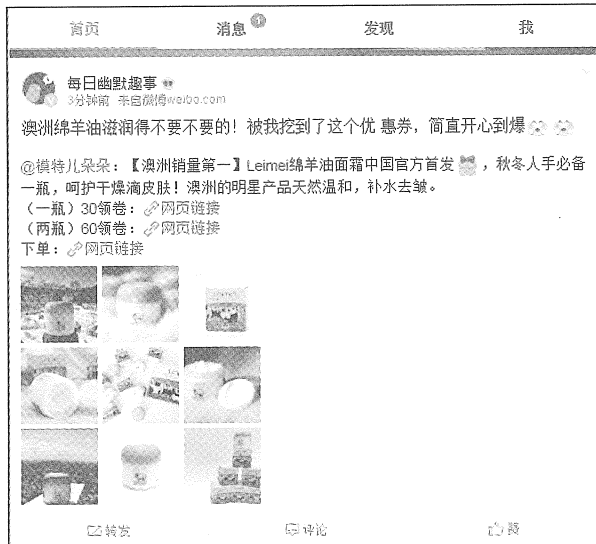 首页 消息 1 发现 我
每日幽默趣事
3分钟前 来自微博weibo.com
澳洲绵羊油滋润得不要不要的！被我挖到了这个优 惠券，简直开心到爆
@模特儿朵朵：【澳洲销量第一】Leimei绵羊油面霜中国官方首发 ，秋冬人手必备
一瓶，呵护干燥滴皮肤！澳洲的明星产品天然温和，补水去皱。
（一瓶）30领卷：网页链接
（两瓶）60领卷：网页链接
下单：网页链接
转发 评论 赞